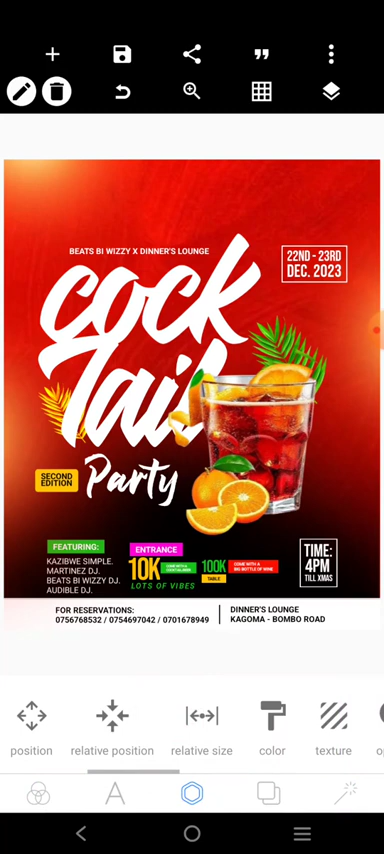 BEATS BI WIZZY X DINNER'S LOUNGE
22ND - 23RD
DEC. 2023
cock
Tail
Party
SECOND
EDITION
FEATURING:
KAZIBWE SIMPLE.
MARTINEZ DJ.
BEATS BI WIZZY DJ.
AUDIBLE DJ.
ENTRANCE
10K
LOTS OF VIBES
100K
TABLE
COME WITH A
BIG BOTTLE OF WINE
TIME:
4PM
TILL XMAS
FOR RESERVATIONS:
0756768532 / 0754697042 / 0701678949
DINNER'S LOUNGE
KAGOMA - BOMBO ROAD
position
relative position
relative size
color
texture